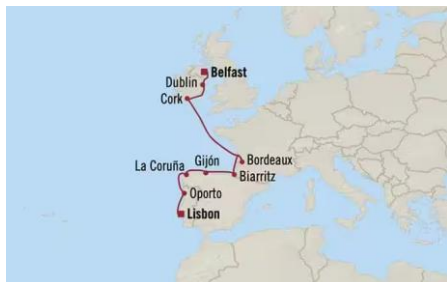 Belfast
Dublin
Cork
Bordeaux
Gijón
La Coruña
Biarritz
Oporto
Lisbon